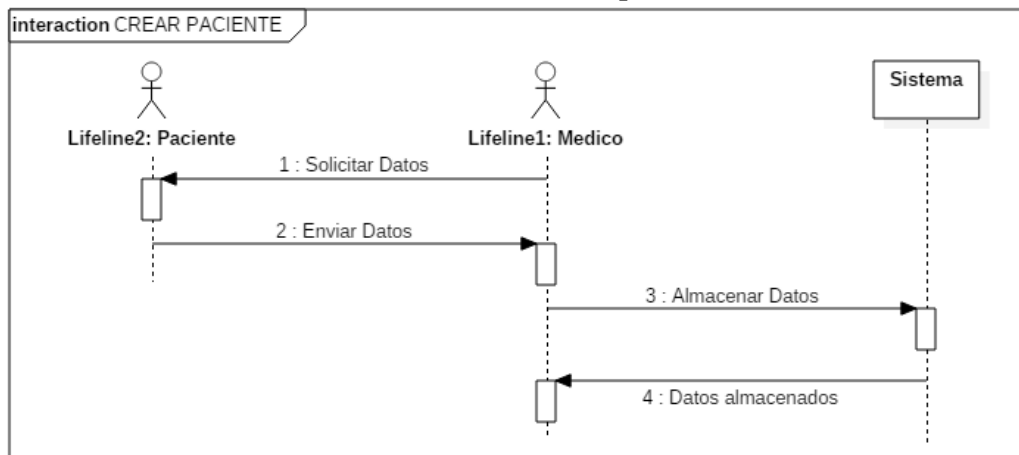 interaction CREAR PACIENTE
Sistema
Lifeline2: Paciente
Lifeline1: Medico
1 : Solicitar Datos
2 : Enviar Datos
3 : Almacenar Datos
4 : Datos almacenados